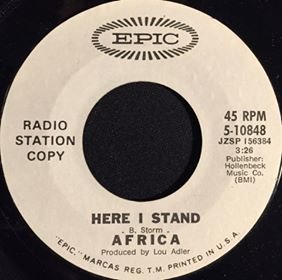 EPIC
RADIO
STATION
COPY
45 RPM
5-10848
JZSP 156384
3:26
Publisher:
Hollenbeck
Music Co.
(BMI)
HERE I STAND
- B. Storm -
AFRICA
Produced by Lou Adler
"EPIC," MARCAS REG. T.M. PRINTED IN U.S.A.